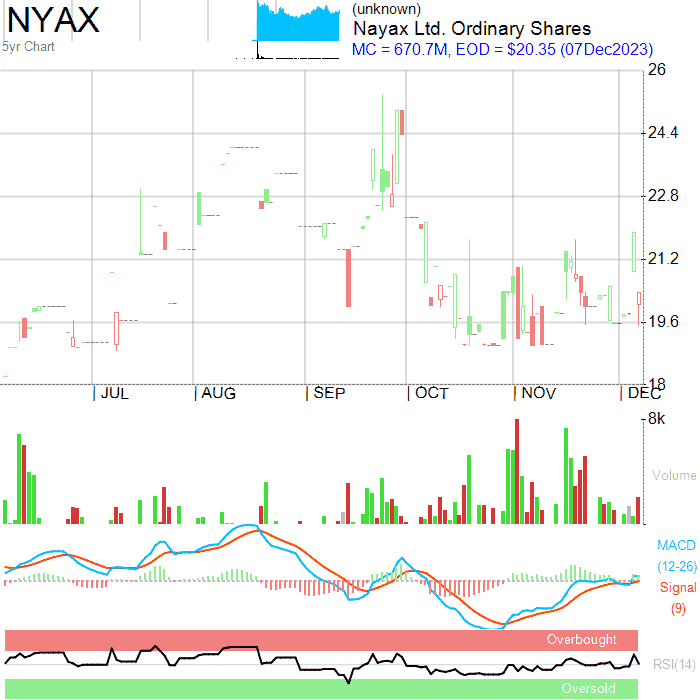 NYAX
(unknown)
Nayax Ltd. Ordinary Shares
5yr Chart
MC = 670.7M, EOD = $20.35 (07Dec2023)
26
24.4
22.8
21.2
19.6
18
JUL AUG SEP OCT NOV DEC
8k
Volume
MACD
(12-26)
Signal
(9)
Overbought
RSI(14)
Oversold